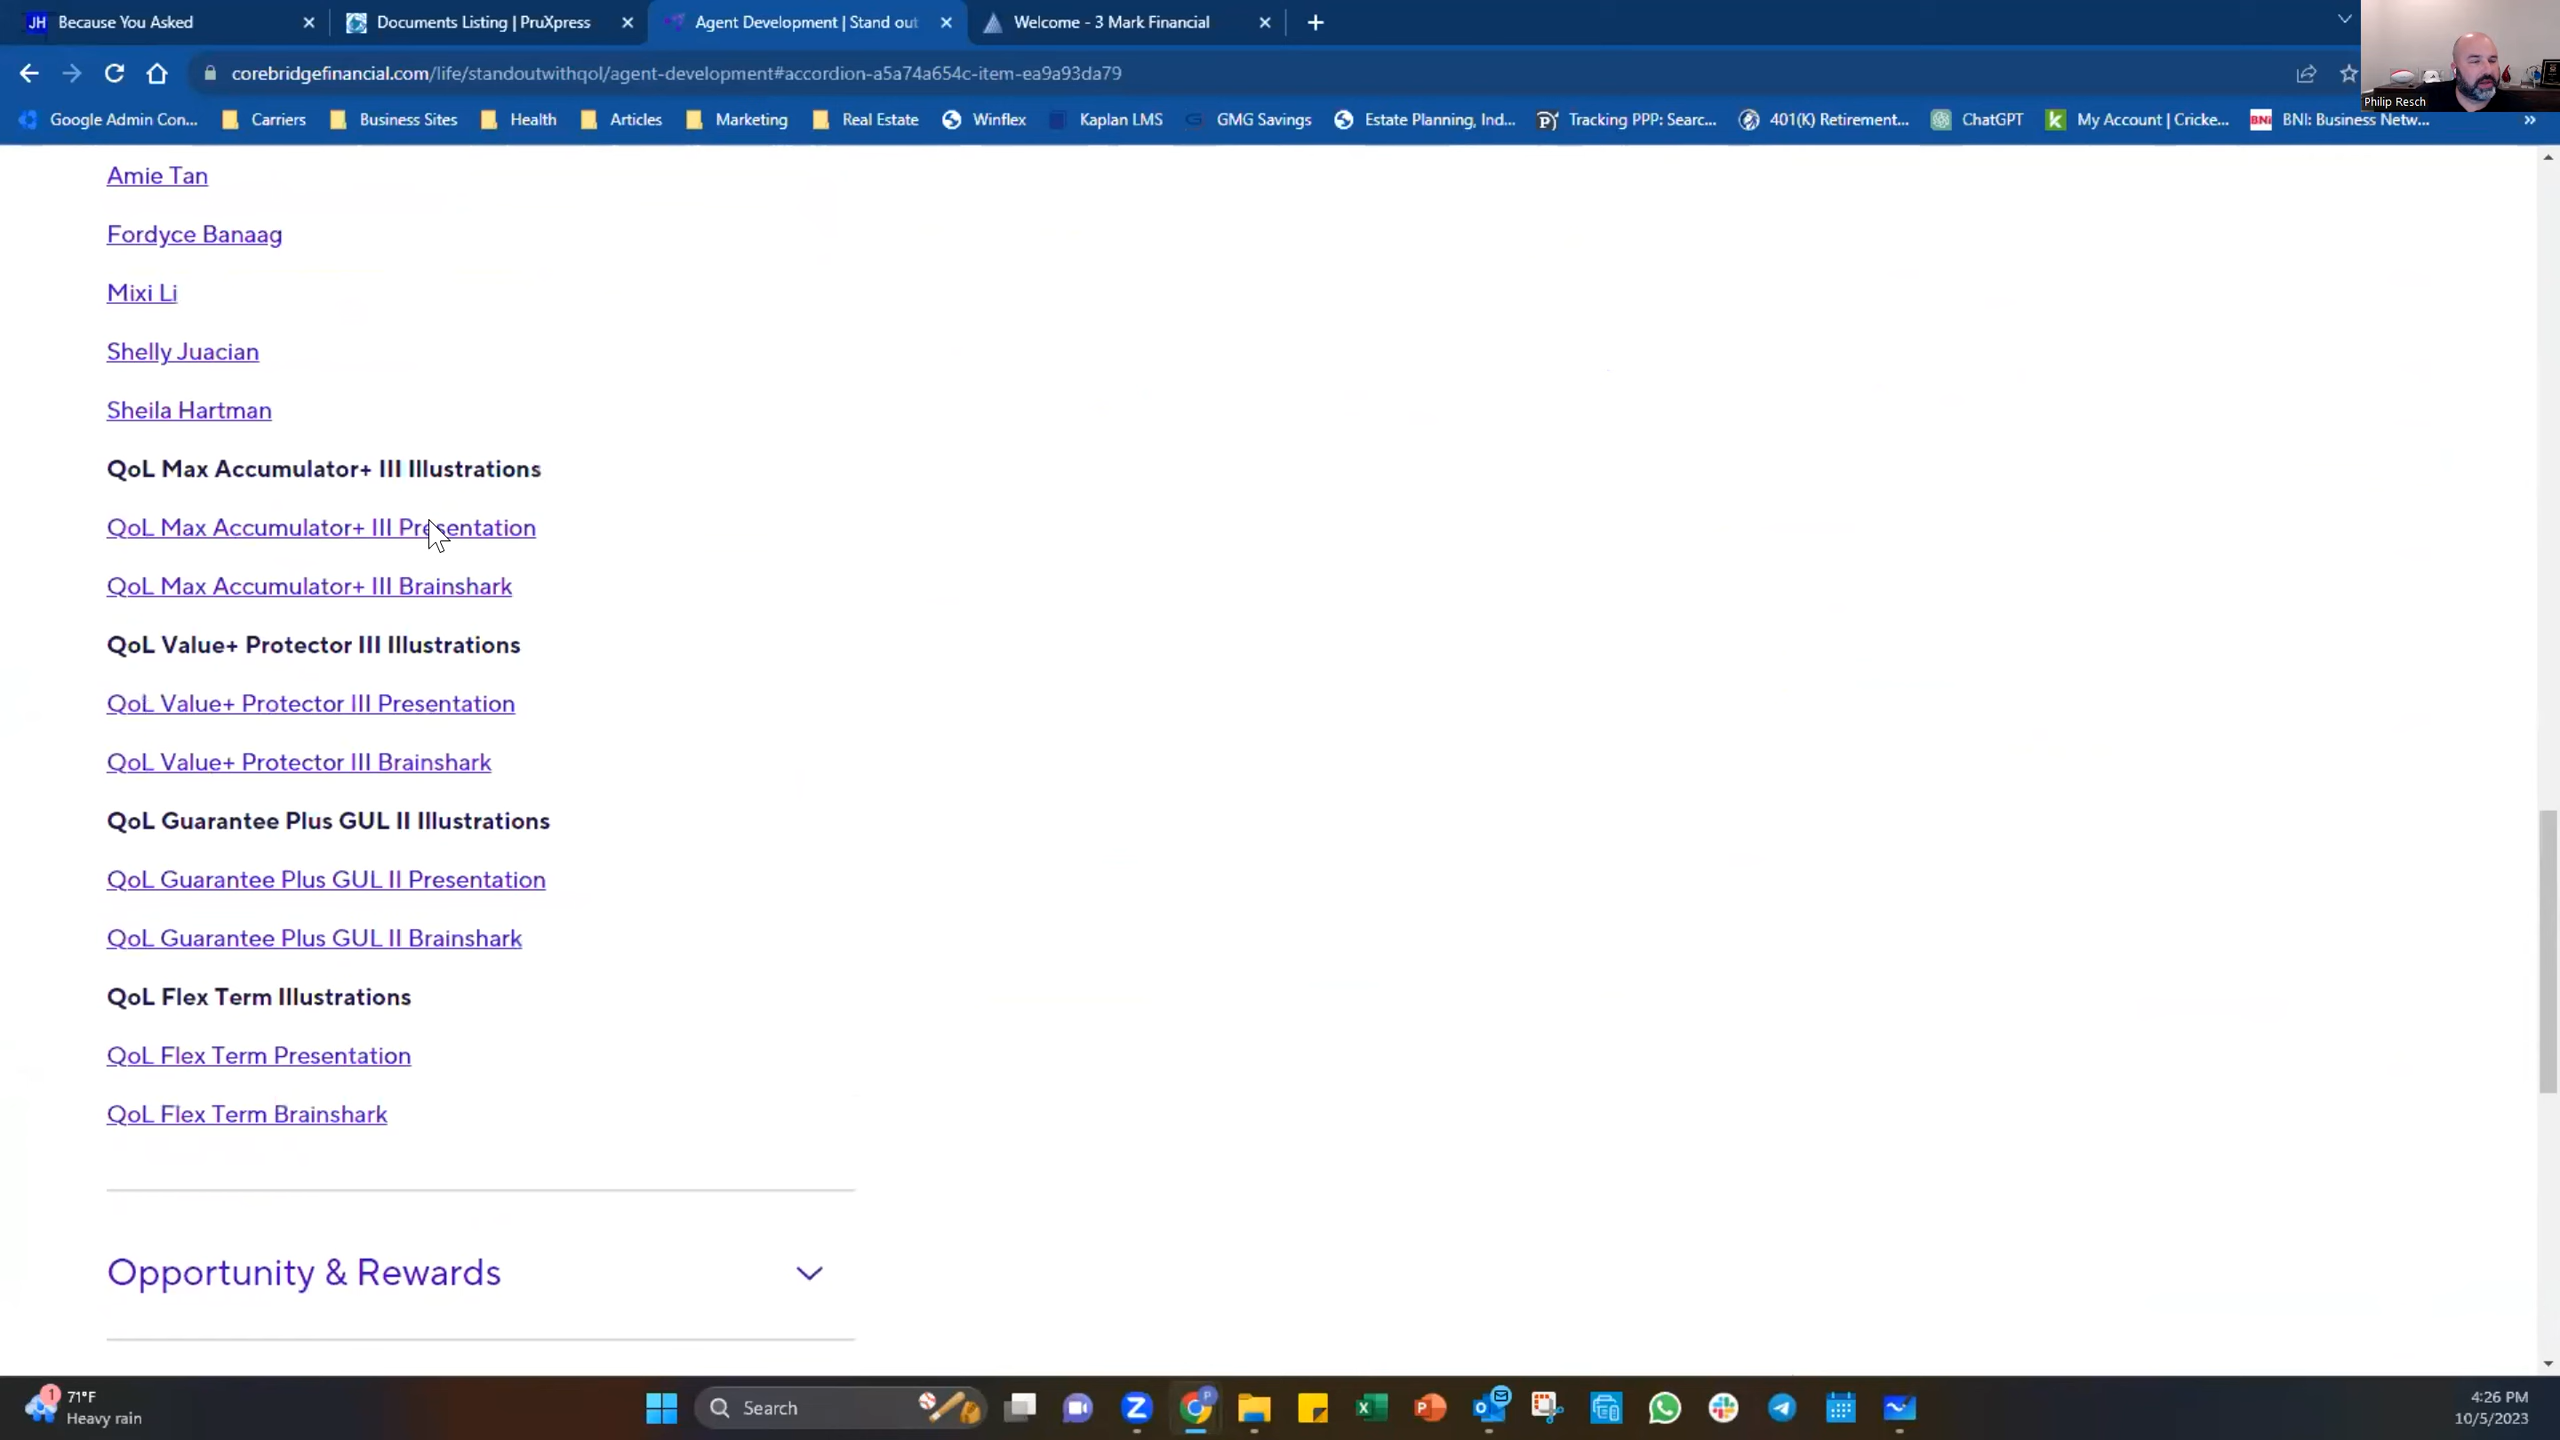 JH Because You Asked
Documents Listing | PruXpress
Agent Development | Stand out
Welcome - 3 Mark Financial
corebridgefinancial.com/life/standoutwithqol/agent-development#accordion-a5a74a654c-item-ea9a93da79
Philip Resch
Google Admin Con...
Carriers
Business Sites
Health
Articles
Marketing
Real Estate
Winflex
Kaplan LMS
GMG Savings
Estate Planning, Ind...
Tracking PPP: Searc...
401(K) Retirement...
ChatGPT
My Account | Cricke...
BNI BNI: Business Netw...
Amie Tan
Fordyce Banaag
Mixi Li
Shelly Juacian
Sheila Hartman
QoL Max Accumulator+ III Illustrations
QoL Max Accumulator+ III Presentation
QoL Max Accumulator+ III Brainshark
QoL Value+ Protector III Illustrations
QoL Value+ Protector III Presentation
QoL Value+ Protector III Brainshark
QoL Guarantee Plus GUL II Illustrations
QoL Guarantee Plus GUL II Presentation
QoL Guarantee Plus GUL II Brainshark
QoL Flex Term Illustrations
QoL Flex Term Presentation
QoL Flex Term Brainshark
Opportunity & Rewards
1
71°F
Heavy rain
Search
4:26 PM
10/5/2023